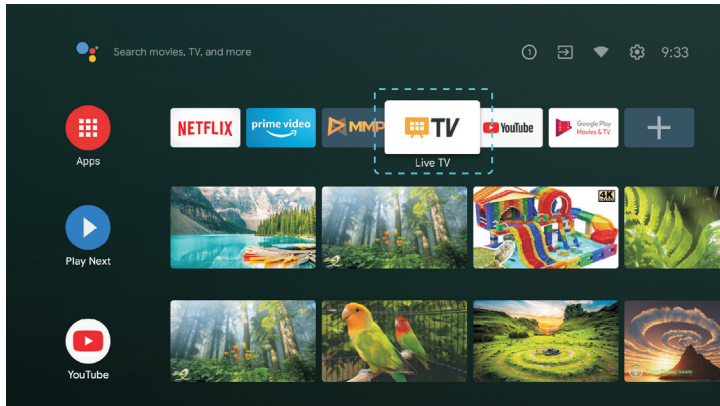 Search movies, TV, and more
1
9:33
Apps
NETFLIX
prime video
MMP
TV
YouTube
Google Play
Movies & TV
Live TV
Play Next
4K
YouTube